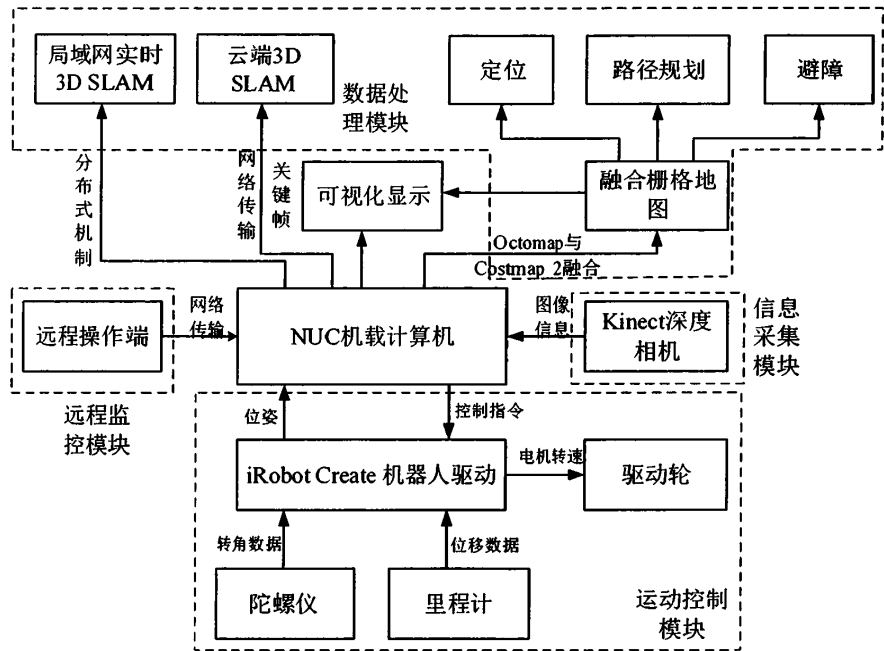 局域网实时
3D SLAM
云端3D
SLAM
数据处
理模块
定位
路径规划
避障
分布式机制
网络传输
关键帧
可视化显示
融合栅格地
图
Octomap与
Costmap_2融合
远程操作端
网络
传输
NUC机载计算机
图像
信息
Kinect深度
相机
信息
采集
模块
远程监
控模块
位姿
控制指令
iRobot Create 机器人驱动
电机转速
驱动轮
转角数据
位移数据
陀螺仪
里程计
运动控制
模块